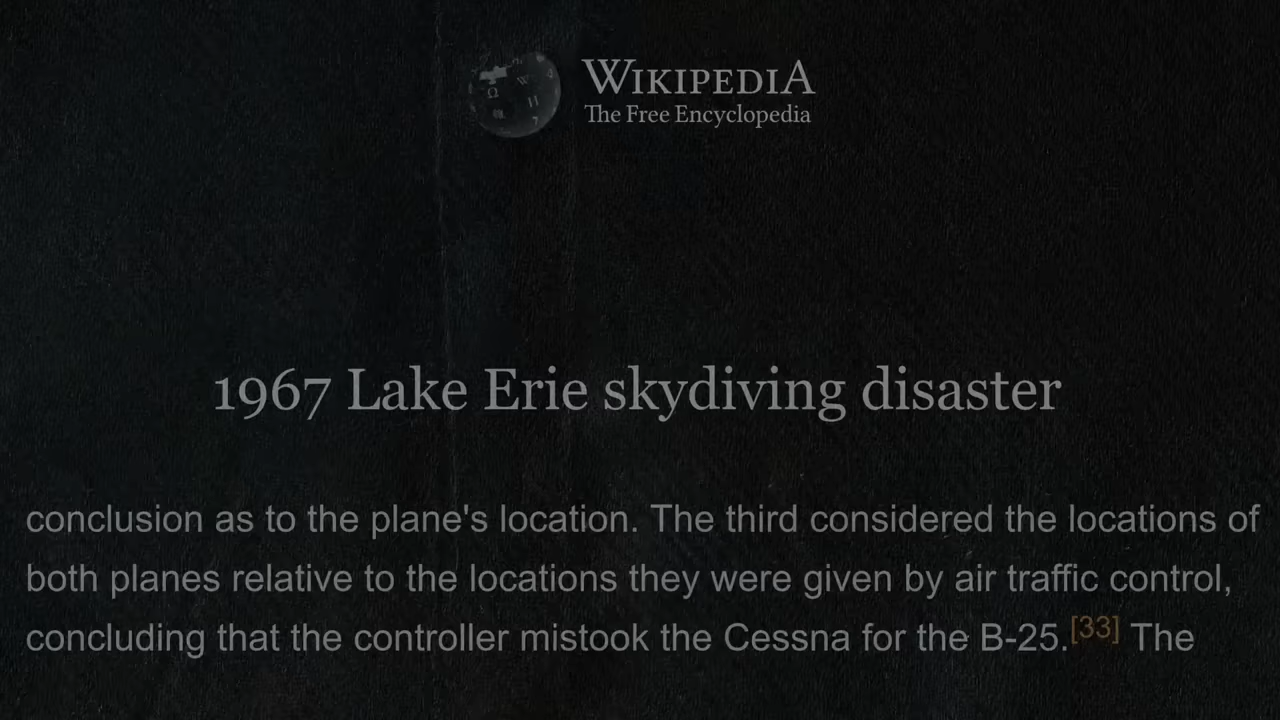 WIKIPEDIA
The Free Encyclopedia
1967 Lake Erie skydiving disaster
conclusion as to the plane's location. The third considered the locations of
both planes relative to the locations they were given by air traffic control,
concluding that the controller mistook the Cessna for the B-25.[33] The